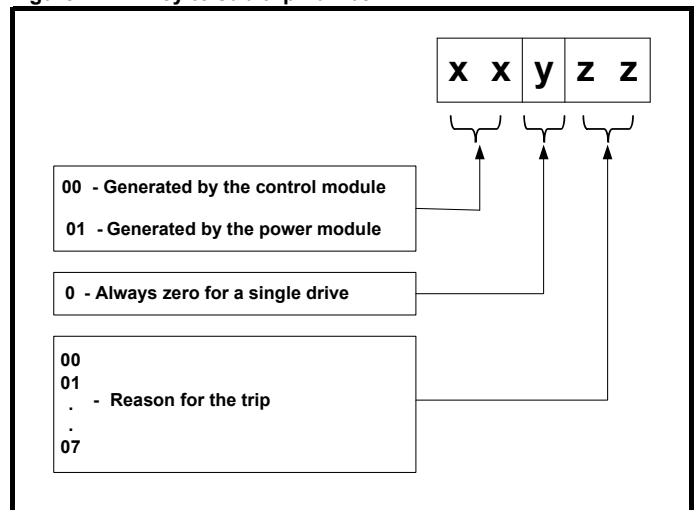 x x y z z
00 - Generated by the control module
01 - Generated by the power module
0 - Always zero for a single drive
00
01
.
- Reason for the trip
.
07